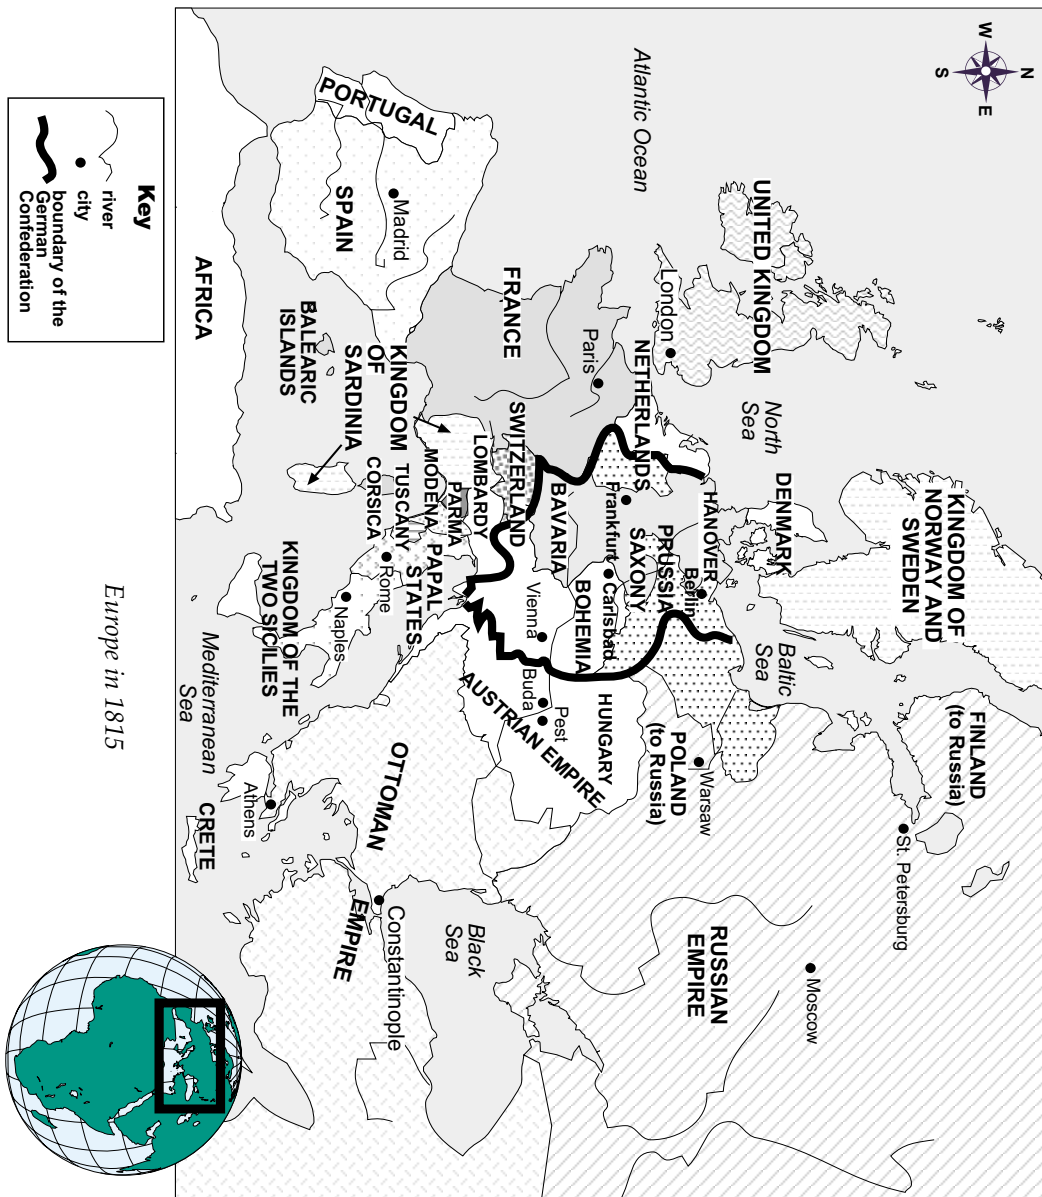 W
N
S
E
Atlantic Ocean
UNITED KINGDOM
London
North
Sea
KINGDOM OF
NORWAY AND
SWEDEN
DENMARK
Baltic
Sea
FINLAND
(to Russia)
St. Petersburg
Moscow
RUSSIAN
EMPIRE
PORTUGAL
SPAIN
Madrid
FRANCE
Paris
NETHERLANDS
HANOVER
Berlin
PRUSSIA
SAXONY
Frankfurt
Carlsbad
BOHEMIA
BAVARIA
Vienna
SWITZERLAND
LOMBARDY
PARMA
MODENA
TUSCANY
CORSICA
KINGDOM
OF
SARDINIA
BALEARIC
ISLANDS
PAPAL
STATES
Rome
Naples
KINGDOM OF THE
TWO SICILIES
HUNGARY
AUSTRIAN EMPIRE
Buda
Pest
POLAND
(to Russia)
Warsaw
OTTOMAN
EMPIRE
Constantinople
Black
Sea
Athens
CRETE
Mediterranean
Sea
AFRICA
Key
river
city
boundary of the
German
Confederation
Europe in 1815